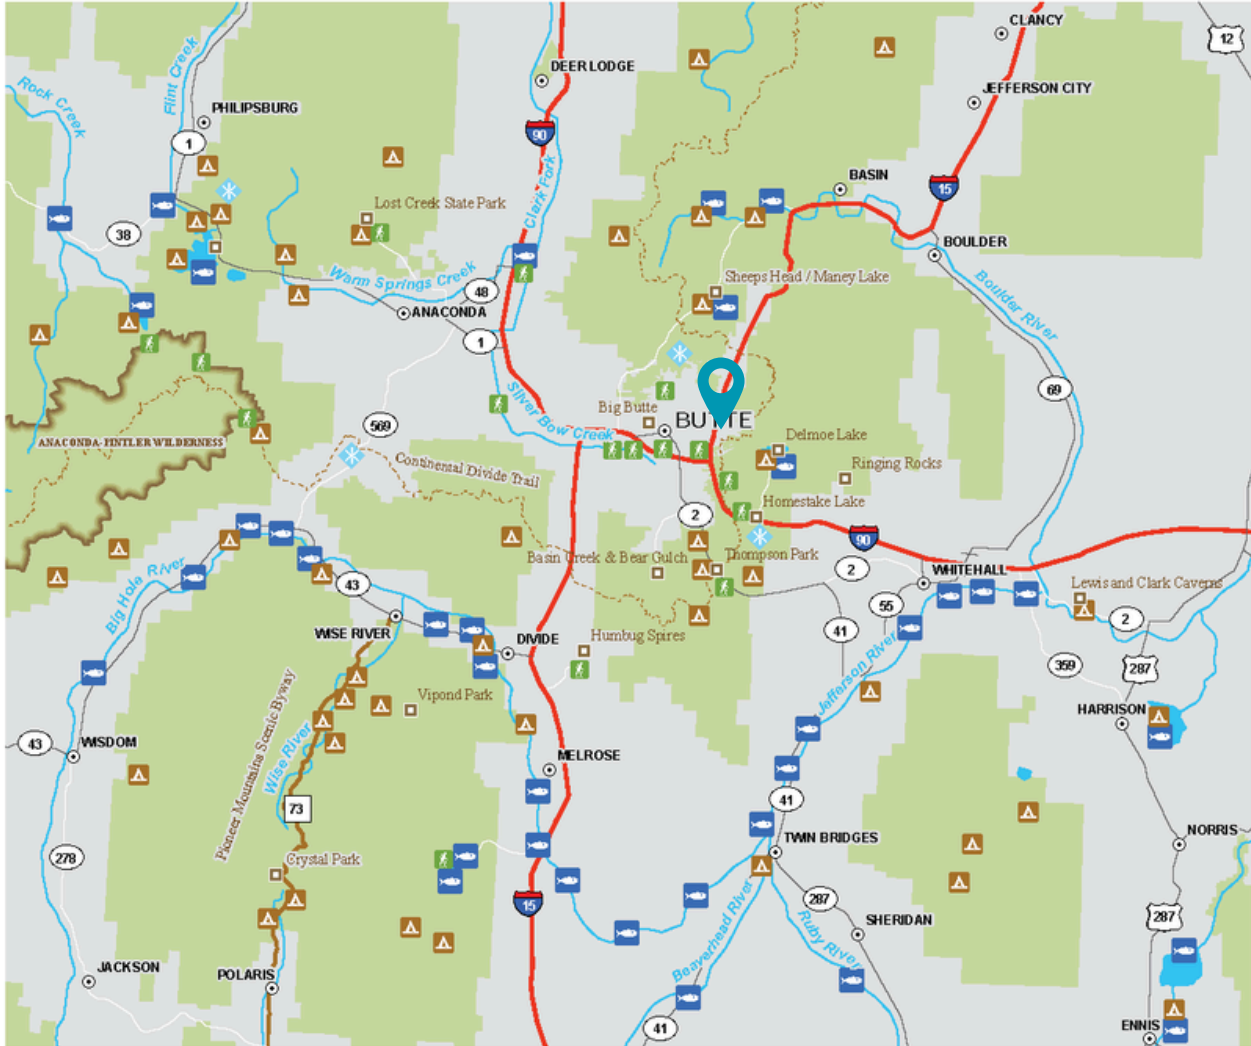 CLANCY
12
DEER LODGE
JEFFERSON CITY
Rock Creek
Flint Creek
PHILIPSBURG
1
90
Clark Fork
BASIN
15
Lost Creek State Park
38
BOULDER
Warm Springs Creek
48
Sheeps Head / Maney Lake
Boulder River
ANACONDA
1
69
Silver Bow Creek
Big Butte
BUTTE
569
Delmoe Lake
ANACONDA-PINTLER WILDERNESS
Continental Divide Trail
Ringing Rocks
Homestake Lake
2
90
Basin Creek & Bear Gulch
Thompson Park
2
WHITEHALL
Big Hole River
43
Lewis and Clark Caverns
55
2
WISE RIVER
41
DIVIDE
Humbug Spires
Jefferson River
359
287
Vipond Park
HARRISON
Pioneer Mountains Scenic Byway
Wise River
43
WISDOM
MELROSE
73
41
278
TWIN BRIDGES
NORRIS
Crystal Park
15
287
SHERIDAN
287
Beaverhead River
Ruby River
JACKSON
POLARIS
41
ENNIS